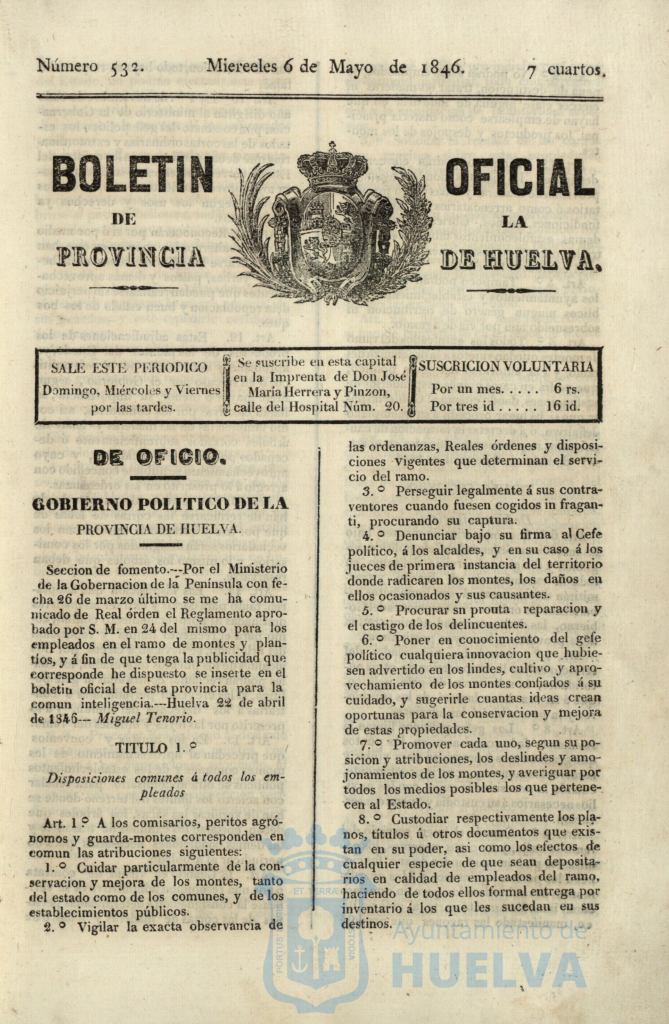 Número 532. Miereeles 6 de Mayo de 1846. 7 cuartos.
BOLETIN OFICIAL
DE LA
PROVINCIA DE HUELVA.
SALE ESTE PERIODICO
Domingo, Miércoles y Viernes
por las tardes.
Se suscribe en esta capital
en la Imprenta de Don José
María Herrera y Pinzon,
calle del Hospital Núm. 20.
SUSCRICION VOLUNTARIA
Por un mes. . . . . 6 rs.
Por tres id . . . . . 16 id.
DE OFICIO.
GOBIERNO POLITICO DE LA
PROVINCIA DE HUELVA.
Seccion de fomento.--Por el Ministerio
de la Gobernacion de la Península con fe-
cha 26 de marzo último se me ha comu-
nicado de Real órden el Reglamento apro-
bado por S. M. en 24 del mismo para los
empleados en el ramo de montes y plan-
tíos, y á fin de que tenga la publicidad que
corresponde he dispuesto se inserte en el
boletin oficial de esta provincia para la
comun inteligencia.---Huelva 22 de abril
de 1846-- Miguel Tenorio.
TITULO 1.º
Disposiciones comunes á todos los em-
pleados
Art. 1º A los comisarios, peritos agró-
nomos y guarda-montes corresponden en
comun las atribuciones siguientes:
1.º Cuidar particularmente de la con-
servacion y mejora de los montes, tanto
del estado como de los comunes, y de los
establecimientos públicos.
2.º Vigilar la exacta observancia de
las ordenanzas, Reales órdenes y disposi-
ciones Vigentes que determinan el servi-
cio del ramo.
3.º Perseguir legalmente á sus contra-
ventores cuando fuesen cogidos in fragan-
ti, procurando su captura.
4.º Denunciar bajo su firma al Cefe
político, á los alcaldes, y en su caso á los
jueces de primera instancia del territorio
donde radicaren los montes, los daños en
ellos ocasionados y sus causantes.
5.º Procurar sn prouta reparacion y
el castigo de los delincuentes.
6.º Poner en conocimiento del gefe
político cualquiera innovacion que hubie-
sen advertido en los lindes, cultivo y apro-
vechamiento de los montes confiados á su
cuidado, y sugerirle cuantas ideas crean
oportunas para la conservacion y mejora
de estas propiedades.
7.º Promover cada uno, segun su po-
sicion y atribuciones, los deslindes y amo-
jonamientos de los montes, y averiguar por
todos los medios posibles los que pertene-
cen al Estado.
8.º Custodiar respectivamente los pla-
nos, títulos ú otros documentos que exis-
tan en su poder, asi como los efectos de
cualquier especie de que sean deposita-
rios en calidad de empleados del ramo,
haciendo de todos ellos formal entrega por
inventario á los que les sucedan en sus
destinos.
Ayuntamiento de
HUELVA